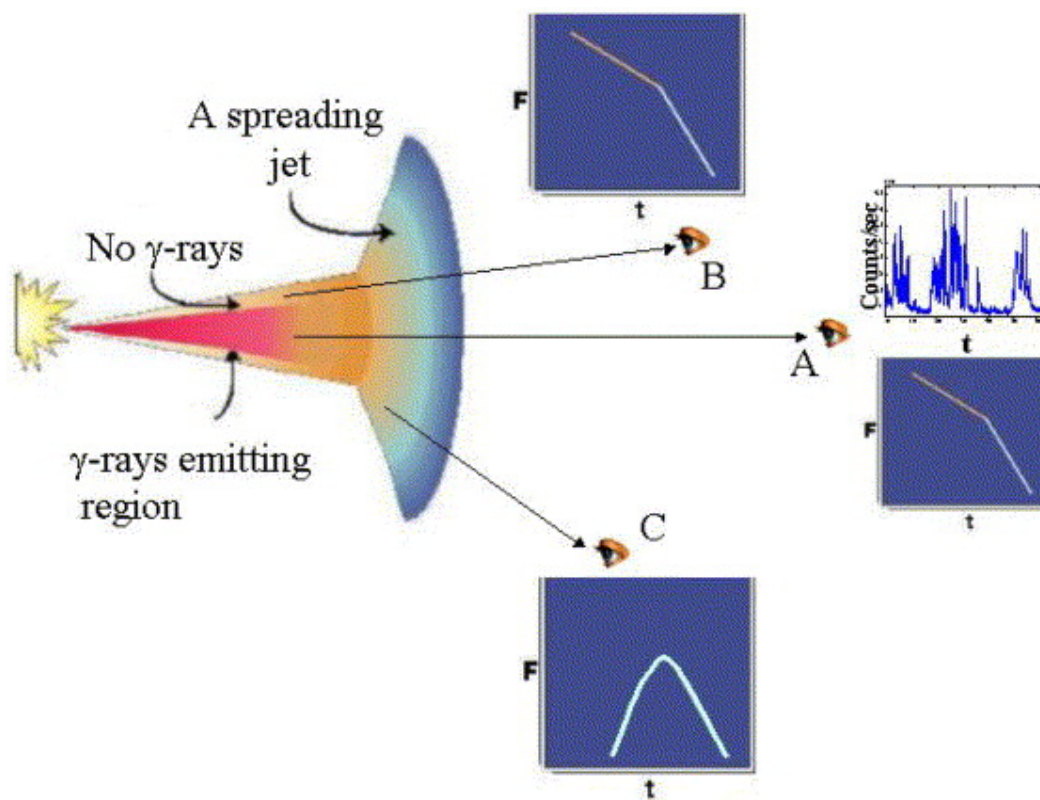 A spreading
jet
No γ-rays
γ-rays emitting
region
F
t
B
A
C
Counts/sec
t
F
t
F
t